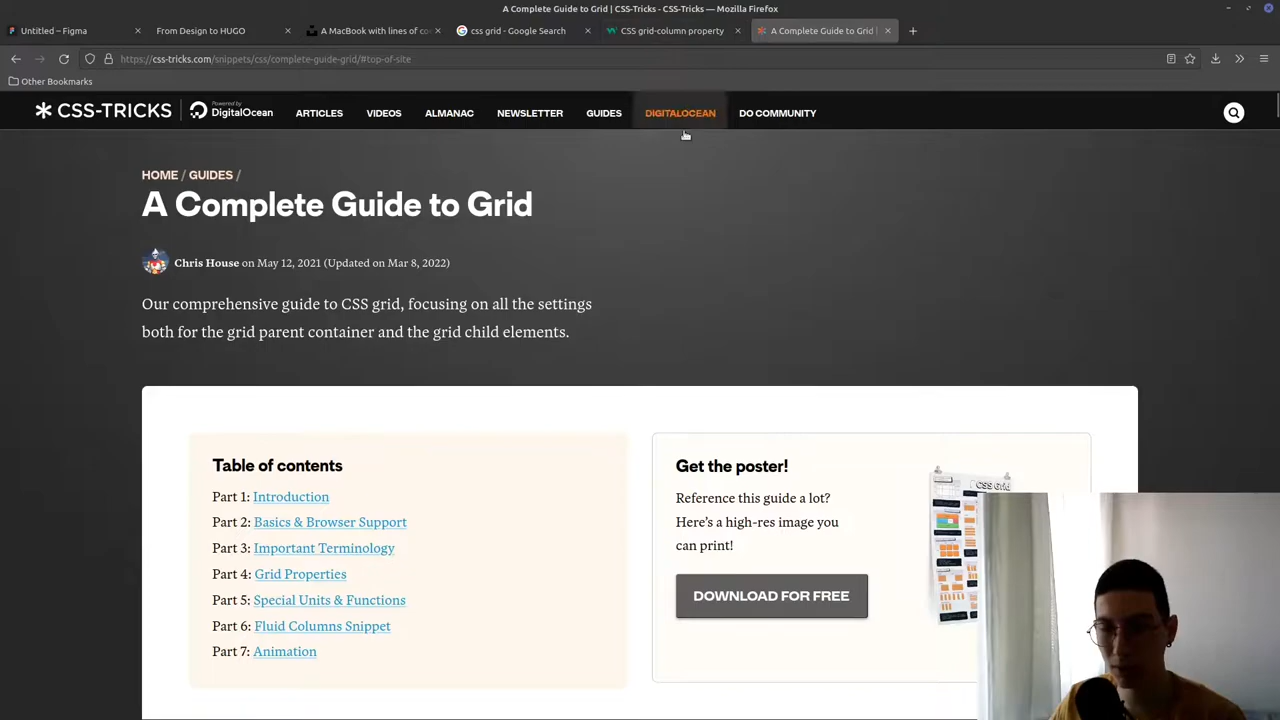 A Complete Guide to Grid | CSS-Tricks - CSS-Tricks — Mozilla Firefox
Untitled – Figma
From Design to HUGO
A MacBook with lines of co
css grid - Google Search
CSS grid-column property
A Complete Guide to Grid |
https://css-tricks.com/snippets/css/complete-guide-grid/#top-of-site
Other Bookmarks
CSS-TRICKS
Powered by
DigitalOcean
ARTICLES
VIDEOS
ALMANAC
NEWSLETTER
GUIDES
DIGITALOCEAN
DO COMMUNITY
HOME / GUIDES /
A Complete Guide to Grid
Chris House on May 12, 2021 (Updated on Mar 8, 2022)
Our comprehensive guide to CSS grid, focusing on all the settings
both for the grid parent container and the grid child elements.
Table of contents
Part 1: Introduction
Part 2: Basics & Browser Support
Part 3: Important Terminology
Part 4: Grid Properties
Part 5: Special Units & Functions
Part 6: Fluid Columns Snippet
Part 7: Animation
Get the poster!
Reference this guide a lot?
Here's a high-res image you
can print!
DOWNLOAD FOR FREE
CSS Grid